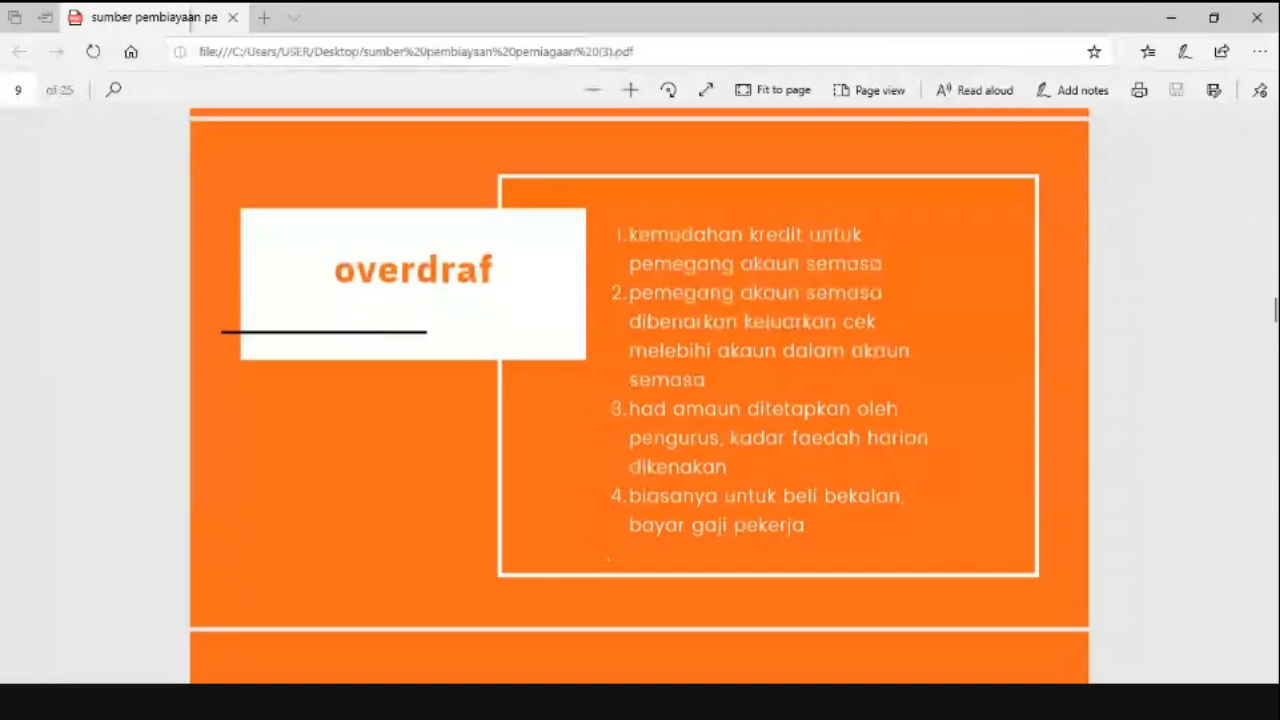 sumber pembiayaan pe
file:///C:/Users/USER/Desktop/sumber%20pembiayaan%20perniagaan%20(3).pdf
9 of 25
Fit to page
Page view
Read aloud
Add notes
overdraf
1. kemudahan kredit untuk
pemegang akaun semasa
2. pemegang akaun semasa
dibenarkan keluarkan cek
melebihi akaun dalam akaun
semasa
3. had amaun ditetapkan oleh
pengurus, kadar faedah harian
dikenakan
4. biasanya untuk beli bekalan,
bayar gaji pekerja